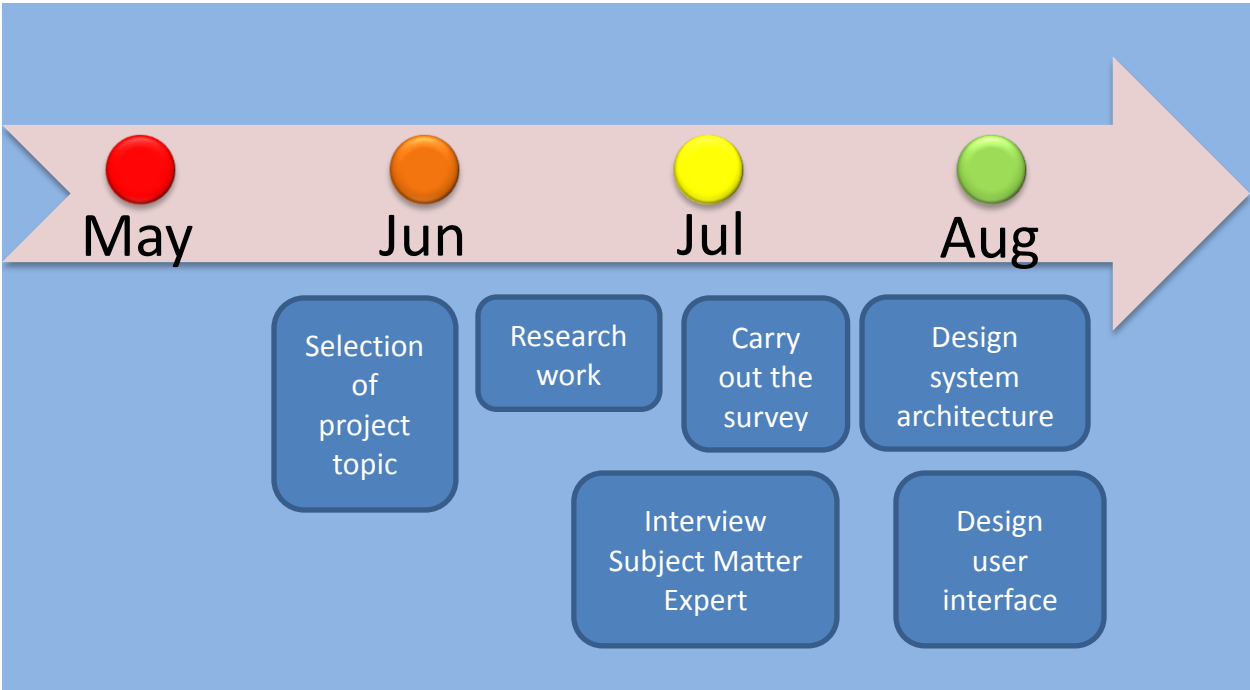 May
Jun
Jul
Aug
Selection
of
project
topic
Research
work
Carry
out the
survey
Design
system
architecture
Interview
Subject Matter
Expert
Design
user
interface